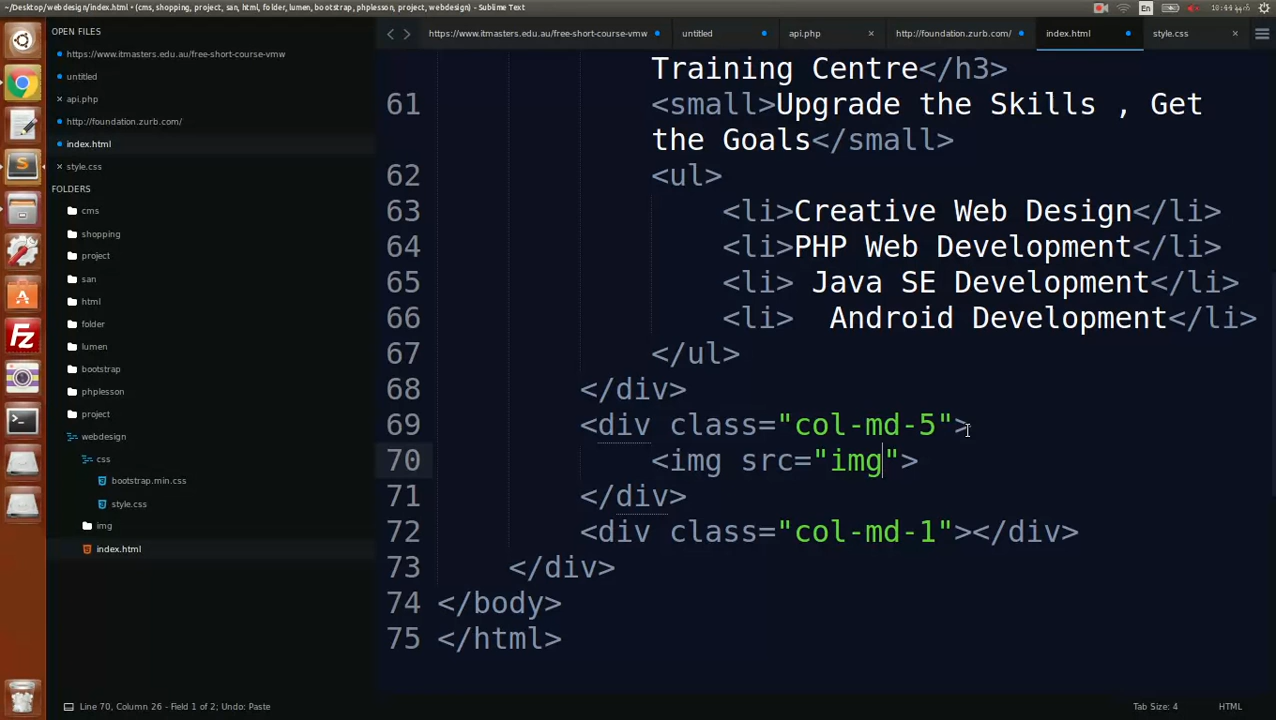 ~/Desktop/webdesign/index.html • (cms, shopping, project, san, html, folder, lumen, bootstrap, phplesson, project, webdesign) - Sublime Text
En
OPEN FILES
https://www.itmasters.edu.au/free-short-course-vmw
untitled
api.php
http://foundation.zurb.com/
index.html
style.css
FOLDERS
cms
shopping
project
san
html
folder
lumen
bootstrap
phplesson
project
webdesign
css
bootstrap.min.css
style.css
img
index.html
https://www.itmasters.edu.au/free-short-course-vmw
untitled
api.php
http://foundation.zurb.com/
index.html
style.css
Training Centre</h3>
61 <small>Upgrade the Skills , Get
the Goals</small>
62 <ul>
63 <li>Creative Web Design</li>
64 <li>PHP Web Development</li>
65 <li> Java SE Development</li>
66 <li>  Android Development</li>
67 </ul>
68 </div>
69 <div class="col-md-5">
70 <img src="img">
71 </div>
72 <div class="col-md-1"></div>
73 </div>
74 </body>
75 </html>
Line 70, Column 26 - Field 1 of 2; Undo: Paste
Tab Size: 4
HTML